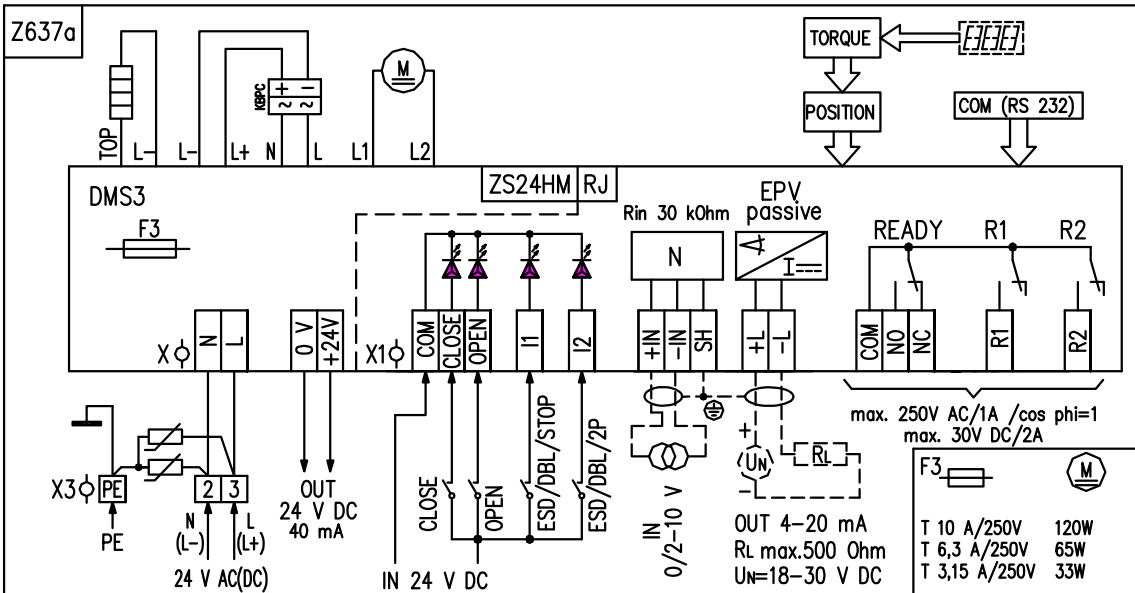 Z637a
TORQUE
POSITION
COM (RS 232)
TOP
L-
L-
L+
KBPC
+ -
~ ~
N
L
L1
M
L2
DMS3
F3
ZS24HM RJ
Rin 30 kOhm
N
EPV
passive
I
READY R1 R2
X
N
L
0 V
+24V
X1
COM
CLOSE
OPEN
I1
I2
+IN
-IN
SH
+L
-L
COM
NO
NC
R1
R2
max. 250V AC/1A /cos phi=1
max. 30V DC/2A
X3
PE
2 3
PE
N
(L-)
L
(L+)
24 V AC(DC)
OUT
24 V DC
40 mA
CLOSE
OPEN
ESD/DBL/STOP
ESD/DBL/2P
IN 24 V DC
IN
0/2-10 V
+
UN
-
RL
OUT 4-20 mA
RL max.500 Ohm
UN=18-30 V DC
F3 M
T 10 A/250V 120W
T 6,3 A/250V 65W
T 3,15 A/250V 33W